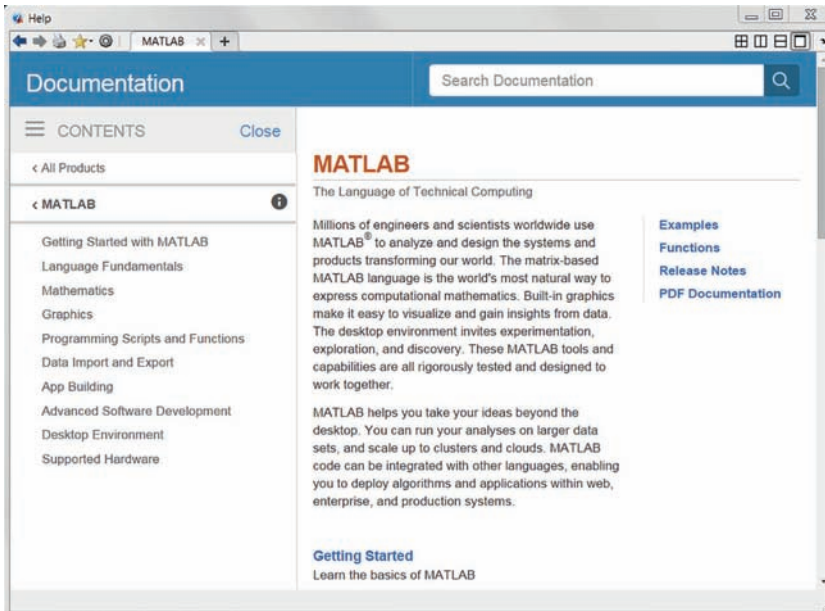 Help
MATLAB
Documentation
Search Documentation
CONTENTS
Close
< All Products
< MATLAB
Getting Started with MATLAB
Language Fundamentals
Mathematics
Graphics
Programming Scripts and Functions
Data Import and Export
App Building
Advanced Software Development
Desktop Environment
Supported Hardware
MATLAB
The Language of Technical Computing
Millions of engineers and scientists worldwide use
MATLAB® to analyze and design the systems and
products transforming our world. The matrix-based
MATLAB language is the world's most natural way to
express computational mathematics. Built-in graphics
make it easy to visualize and gain insights from data.
The desktop environment invites experimentation,
exploration, and discovery. These MATLAB tools and
capabilities are all rigorously tested and designed to
work together.
MATLAB helps you take your ideas beyond the
desktop. You can run your analyses on larger data
sets, and scale up to clusters and clouds. MATLAB
code can be integrated with other languages, enabling
you to deploy algorithms and applications within web,
enterprise, and production systems.
Getting Started
Learn the basics of MATLAB
Examples
Functions
Release Notes
PDF Documentation